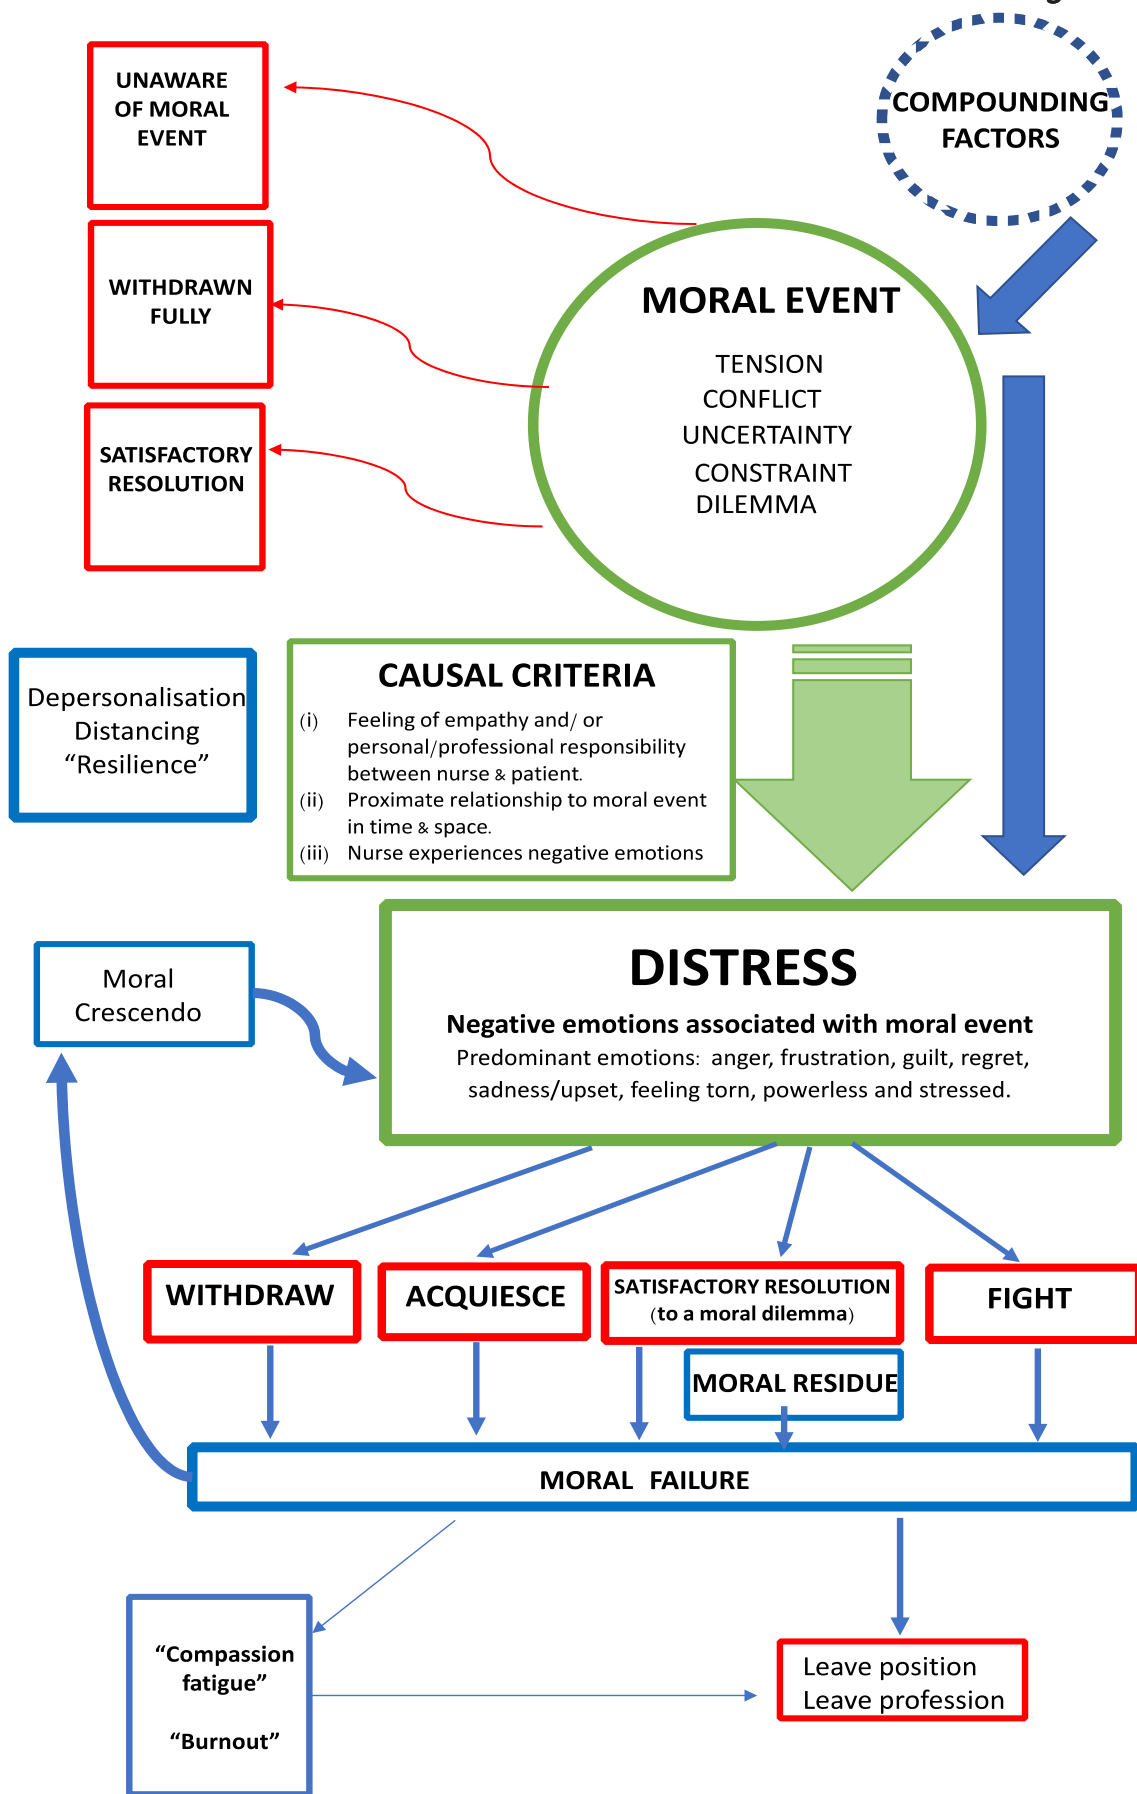 COMPOUNDING
FACTORS
UNAWARE
OF MORAL
EVENT
WITHDRAWN
FULLY
SATISFACTORY
RESOLUTION
MORAL EVENT
TENSION
CONFLICT
UNCERTAINTY
CONSTRAINT
DILEMMA
Depersonalisation
Distancing
“Resilience”
CAUSAL CRITERIA
(i) Feeling of empathy and/ or
personal/professional responsibility
between nurse & patient.
(ii) Proximate relationship to moral event
in time & space.
(iii) Nurse experiences negative emotions
Moral
Crescendo
DISTRESS
Negative emotions associated with moral event
Predominant emotions: anger, frustration, guilt, regret,
sadness/upset, feeling torn, powerless and stressed.
WITHDRAW
ACQUIESCE
SATISFACTORY RESOLUTION
(to a moral dilemma)
FIGHT
MORAL RESIDUE
MORAL FAILURE
“Compassion
fatigue”
“Burnout”
Leave position
Leave profession